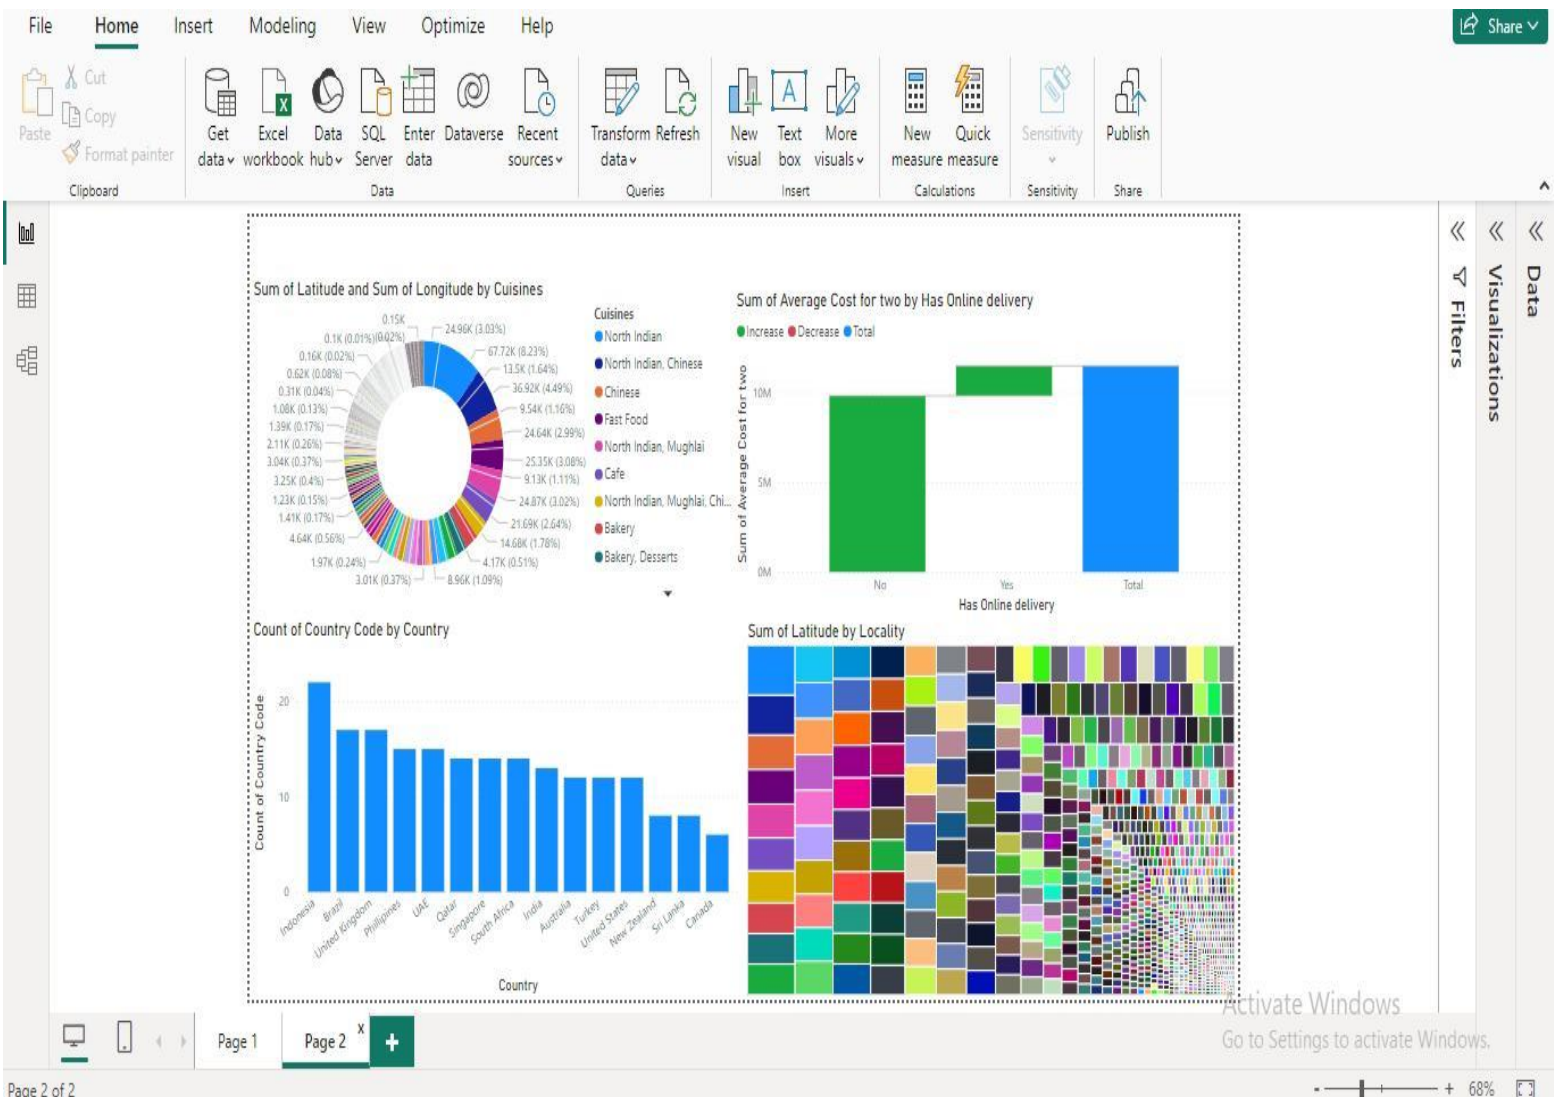 File Home Insert Modeling View Optimize Help Share
Paste
Cut
Copy
Format painter
Clipboard
Get data
Excel workbook
Data hub
SQL Server
Enter data
Dataverse
Recent sources
Data
Transform data
Refresh
Queries
New visual
Text box
More visuals
Insert
New measure
Quick measure
Calculations
Sensitivity
Sensitivity
Publish
Share
Sum of Latitude and Sum of Longitude by Cuisines
24.96K (3.03%)
67.72K (8.23%)
13.5K (1.64%)
36.92K (4.49%)
9.54K (1.16%)
24.64K (2.99%)
25.35K (3.08%)
9.13K (1.11%)
24.87K (3.02%)
21.69K (2.64%)
14.68K (1.78%)
4.17K (0.51%)
8.96K (1.09%)
3.01K (0.37%)
1.97K (0.24%)
4.64K (0.56%)
1.41K (0.17%)
1.23K (0.15%)
3.25K (0.4%)
3.04K (0.37%)
2.11K (0.26%)
1.39K (0.17%)
1.08K (0.13%)
0.31K (0.04%)
0.62K (0.08%)
0.16K (0.02%)
0.1K (0.01%)
0.15K
(0.02%)
Cuisines
North Indian
North Indian, Chinese
Chinese
Fast Food
North Indian, Mughlai
Cafe
North Indian, Mughlai, Chi...
Bakery
Bakery, Desserts
Sum of Average Cost for two by Has Online delivery
Increase Decrease Total
Sum of Average Cost for two
10M
5M
0M
No Yes Total
Has Online delivery
Count of Country Code by Country
Count of Country Code
20
10
0
Indonesia
Brazil
United Kingdom
Phillipines
UAE
Qatar
Singapore
South Africa
India
Australia
Turkey
United States
New Zealand
Sri Lanka
Canada
Country
Sum of Latitude by Locality
Filters
Visualizations
Data
Activate Windows
Go to Settings to activate Windows.
Page 1
Page 2
x
+
Page 2 of 2
- + 68%